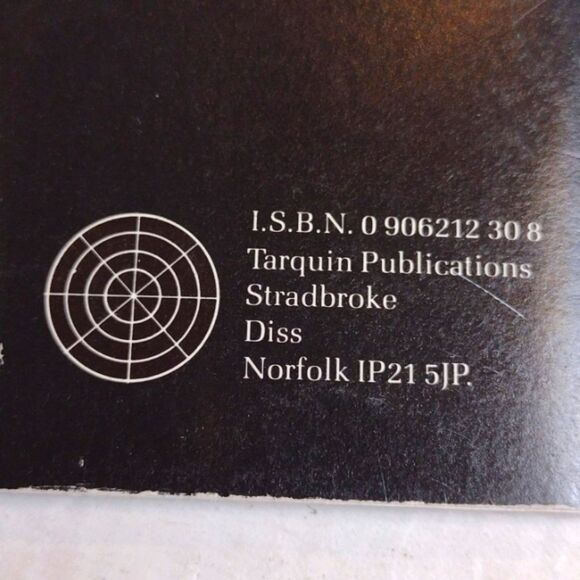 I.S.B.N. 0 906212 30 8
Tarquin Publications
Stradbroke
Diss
Norfolk IP21 5JP.